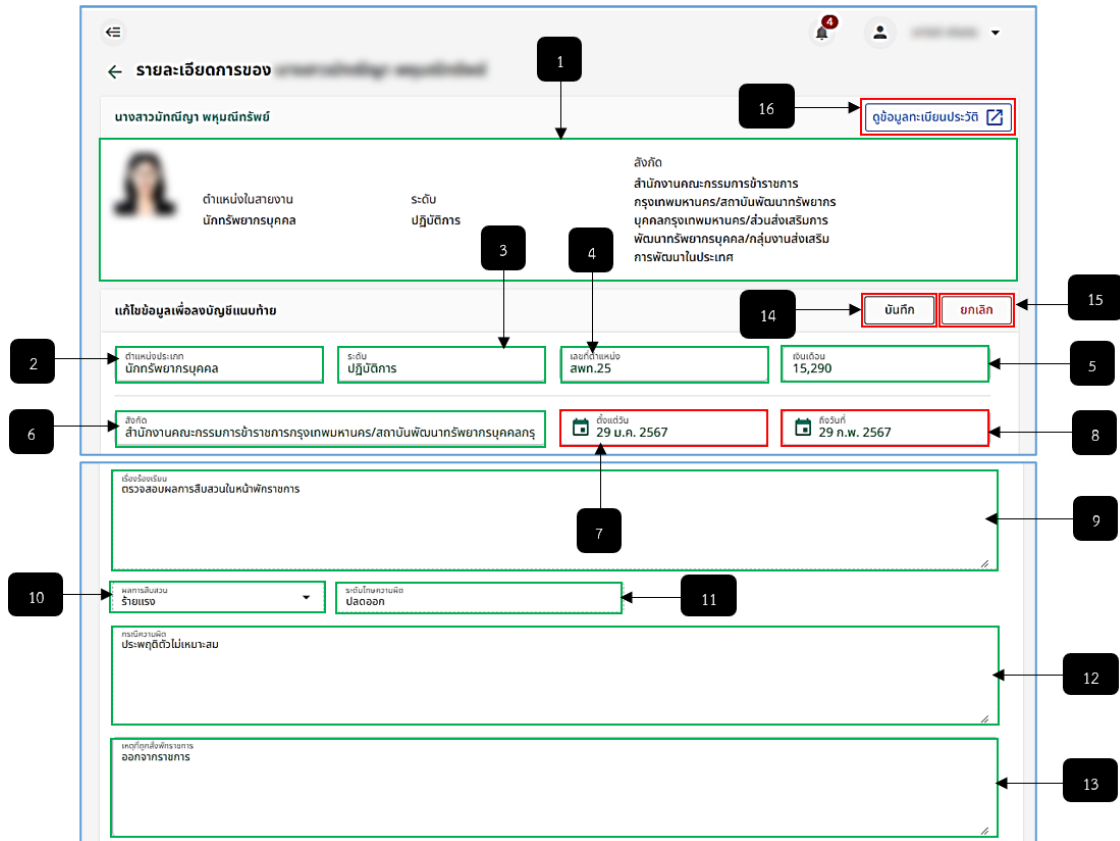 4
รายละเอียดการของ
1
นางสาวมัทณีญา พหุมณีทรัพย์
16
ดูข้อมูลทะเบียนประวัติ
ตำแหน่งในสายงาน
นักทรัพยากรบุคคล
ระดับ
ปฏิบัติการ
สังกัด
สำนักงานคณะกรรมการข้าราชการ
กรุงเทพมหานคร/สถาบันพัฒนาทรัพยากร
บุคคลกรุงเทพมหานคร/ส่วนส่งเสริมการ
พัฒนาทรัพยากรบุคคล/กลุ่มงานส่งเสริม
การพัฒนาในประเทศ
3
4
แก้ไขข้อมูลเพื่อลงบัญชีแนบท้าย
14
บันทึก
ยกเลิก
15
2
ตำแหน่งประเภท
นักทรัพยากรบุคคล
ระดับ
ปฏิบัติการ
เลขที่ตำแหน่ง
สพท.25
เงินเดือน
15,290
5
6
สังกัด
สำนักงานคณะกรรมการข้าราชการกรุงเทพมหานคร/สถาบันพัฒนาทรัพยากรบุคคลกรุ
ตั้งแต่วัน
29 ม.ค. 2567
ถึงวันที่
29 ก.พ. 2567
8
7
เรื่องร้องเรียน
ตรวจสอบผลการสืบสวนในหน้าพักราชการ
9
10
ผลการสืบสวน
ร้ายแรง
ระดับโทษความผิด
ปลดออก
11
กรณีความผิด
ประพฤติตัวไม่เหมาะสม
12
เหตุที่ถูกสั่งพักราชการ
ออกจากราชการ
13